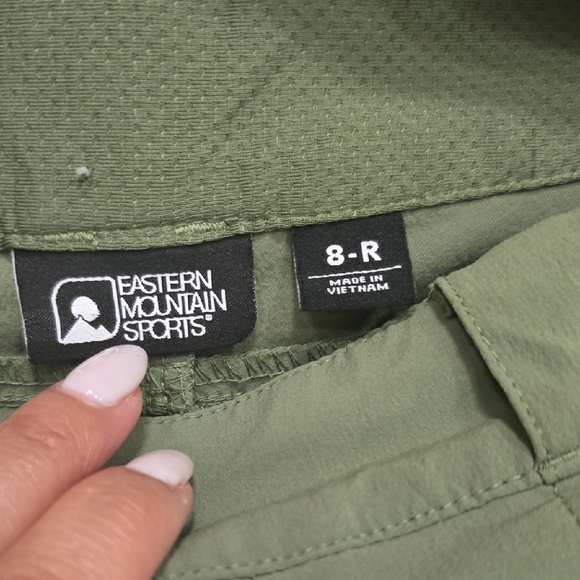 EASTERN
MOUNTAIN
SPORTS®
8-R
MADE IN
VIETNAM